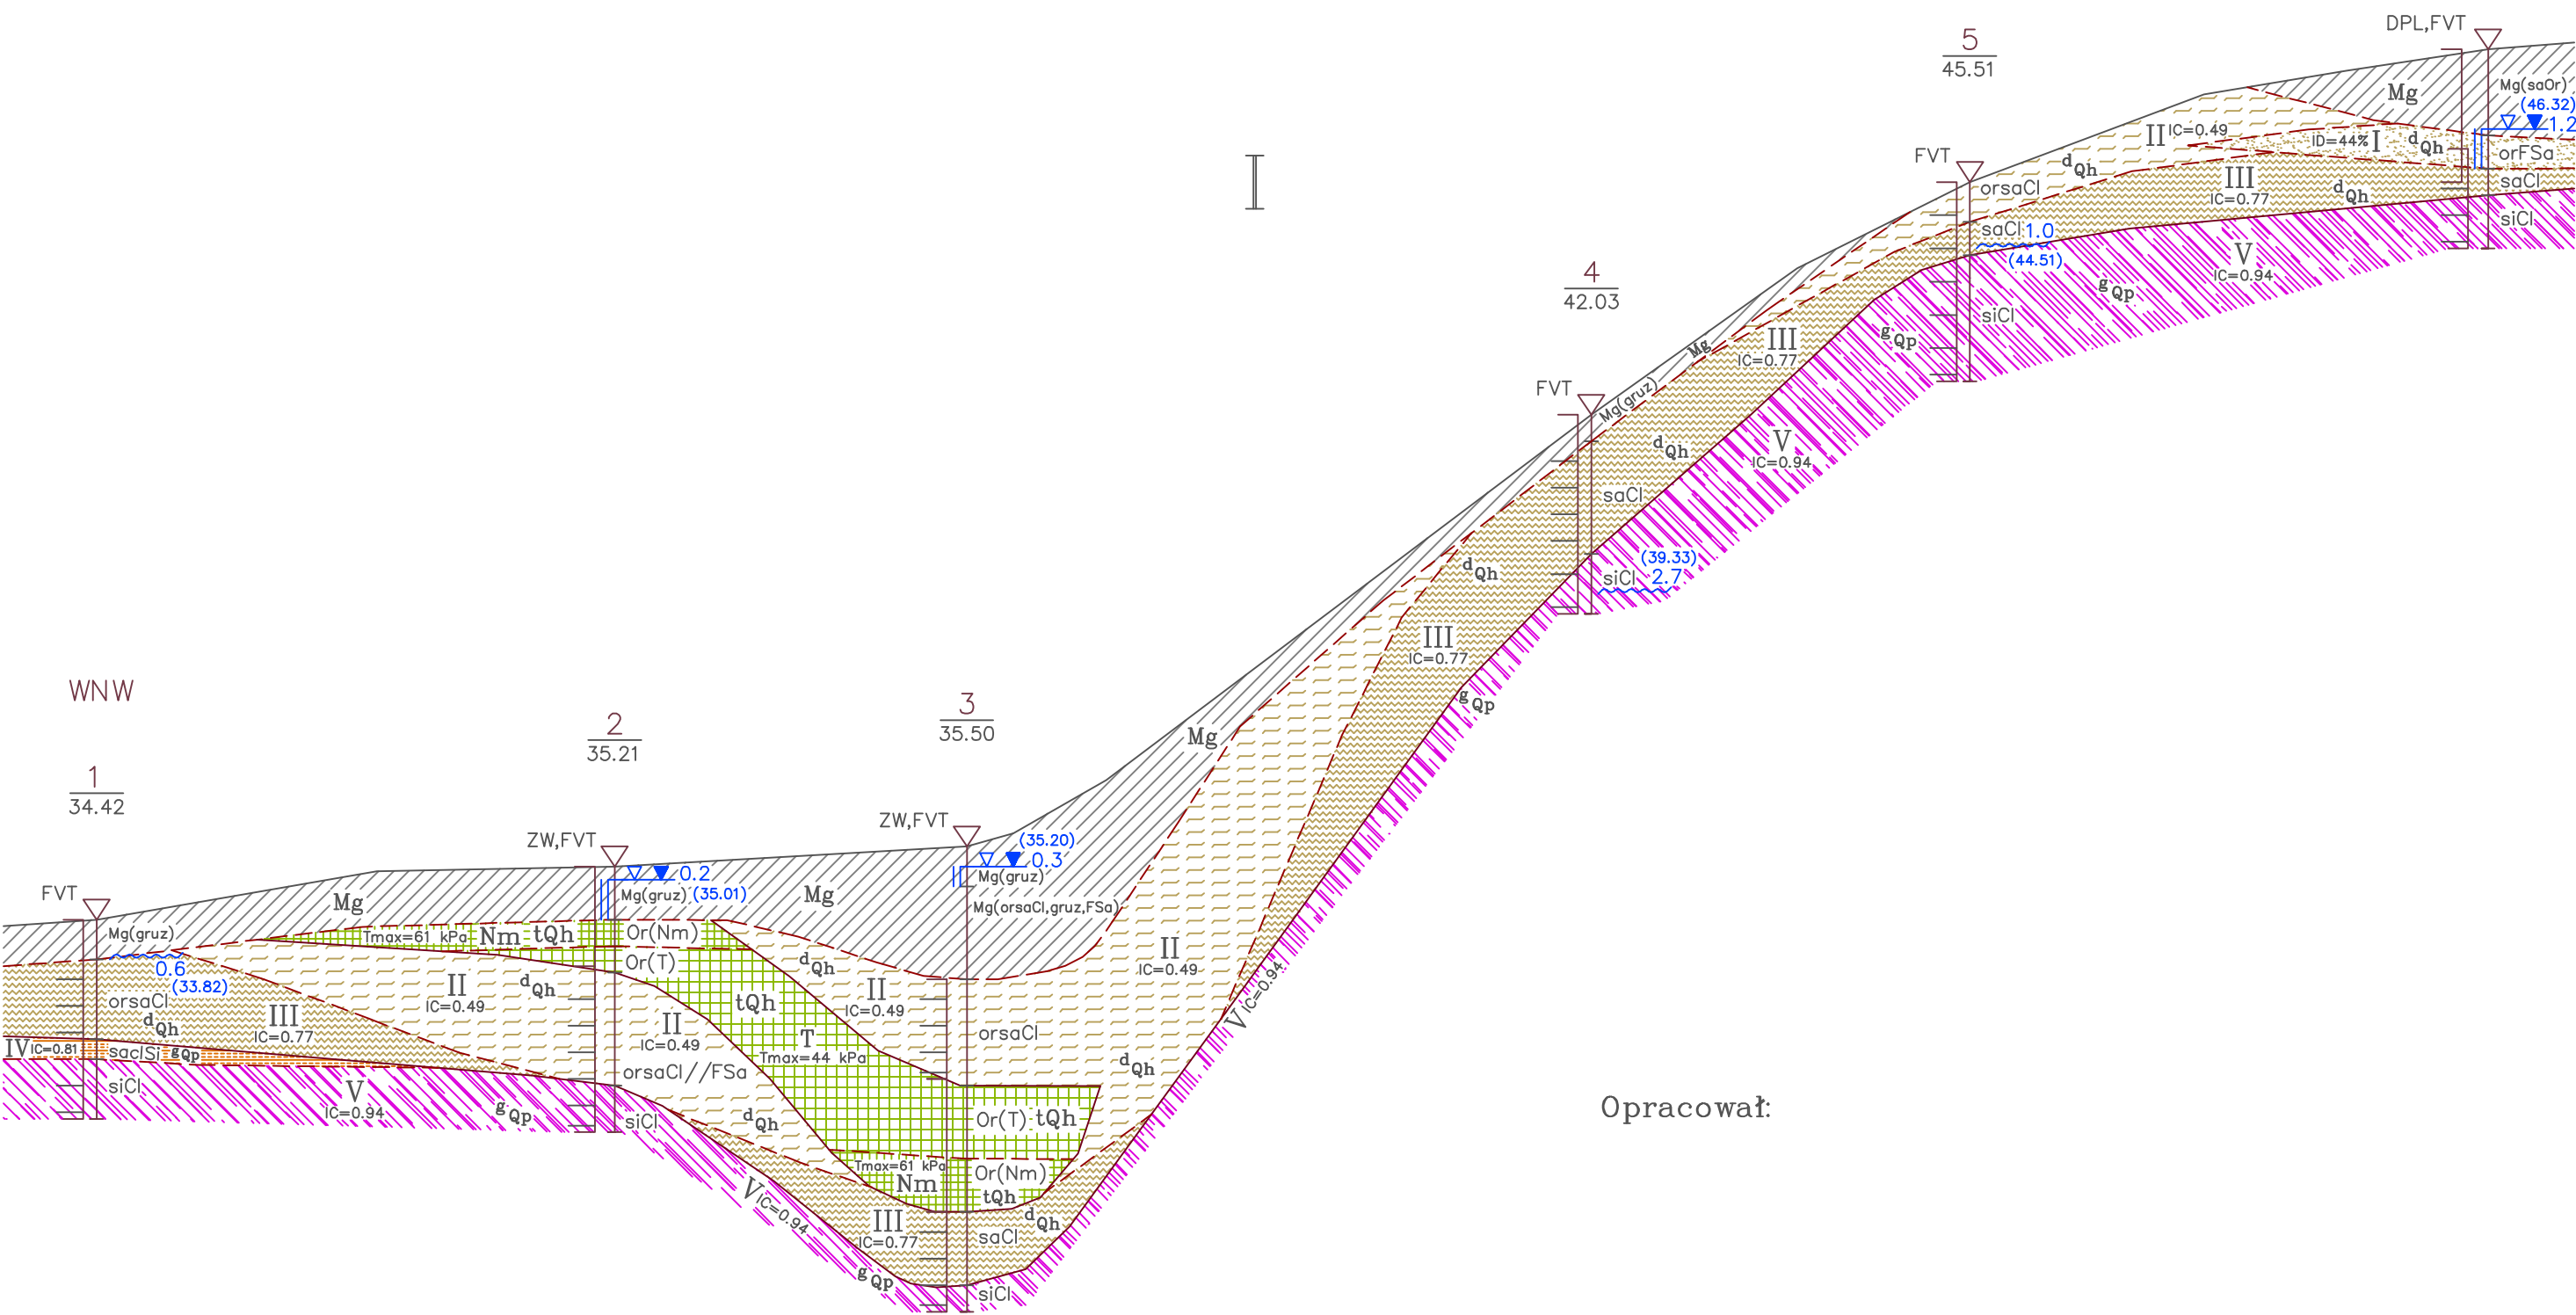 DPL,FVT
5
45.51
Mg(saOr)
Mg
(46.32)
1.2
II IC=0.49
ID=44% I
dQh
orFSa
FVT
dQh
orsaCl
III
IC=0.77
dQh
saCl
I
saCl 1.0
(44.51)
siCl
V
IC=0.94
gQp
4
42.03
siCl
gQp
Mg
III
IC=0.77
FVT
Mg(gruz)
dQh
V
IC=0.94
saCl
(39.33)
siCl 2.7
dQh
III
IC=0.77
gQp
WNW
3
35.50
2
35.21
Mg
1
34.42
ZW,FVT
ZW,FVT
(35.20)
0.3
0.2
Mg(gruz)
FVT
Mg
Mg(gruz) (35.01)
Mg
Mg(orsaCl,gruz,FSa)
Mg(gruz)
Tmax=61 kPa Nm tQh
Or(Nm)
0.6
Or(T)
dQh
II
IC=0.49
(33.82)
orsaCl
dQh
II
IC=0.49
dQh
III
IC=0.77
II
IC=0.49
tQh
II
IC=0.49
orsaCl
V IC=0.94
IV IC=0.81
saclSi gQp
T
Tmax=44 kPa
dQh
siCl
orsaCl//FSa
V
IC=0.94
gQp
siCl
dQh
Or(T) tQh
Opracował:
Tmax=61 kPa
Nm
Or(Nm)
tQh
V IC=0.94
III
IC=0.77
dQh
saCl
gQp
siCl